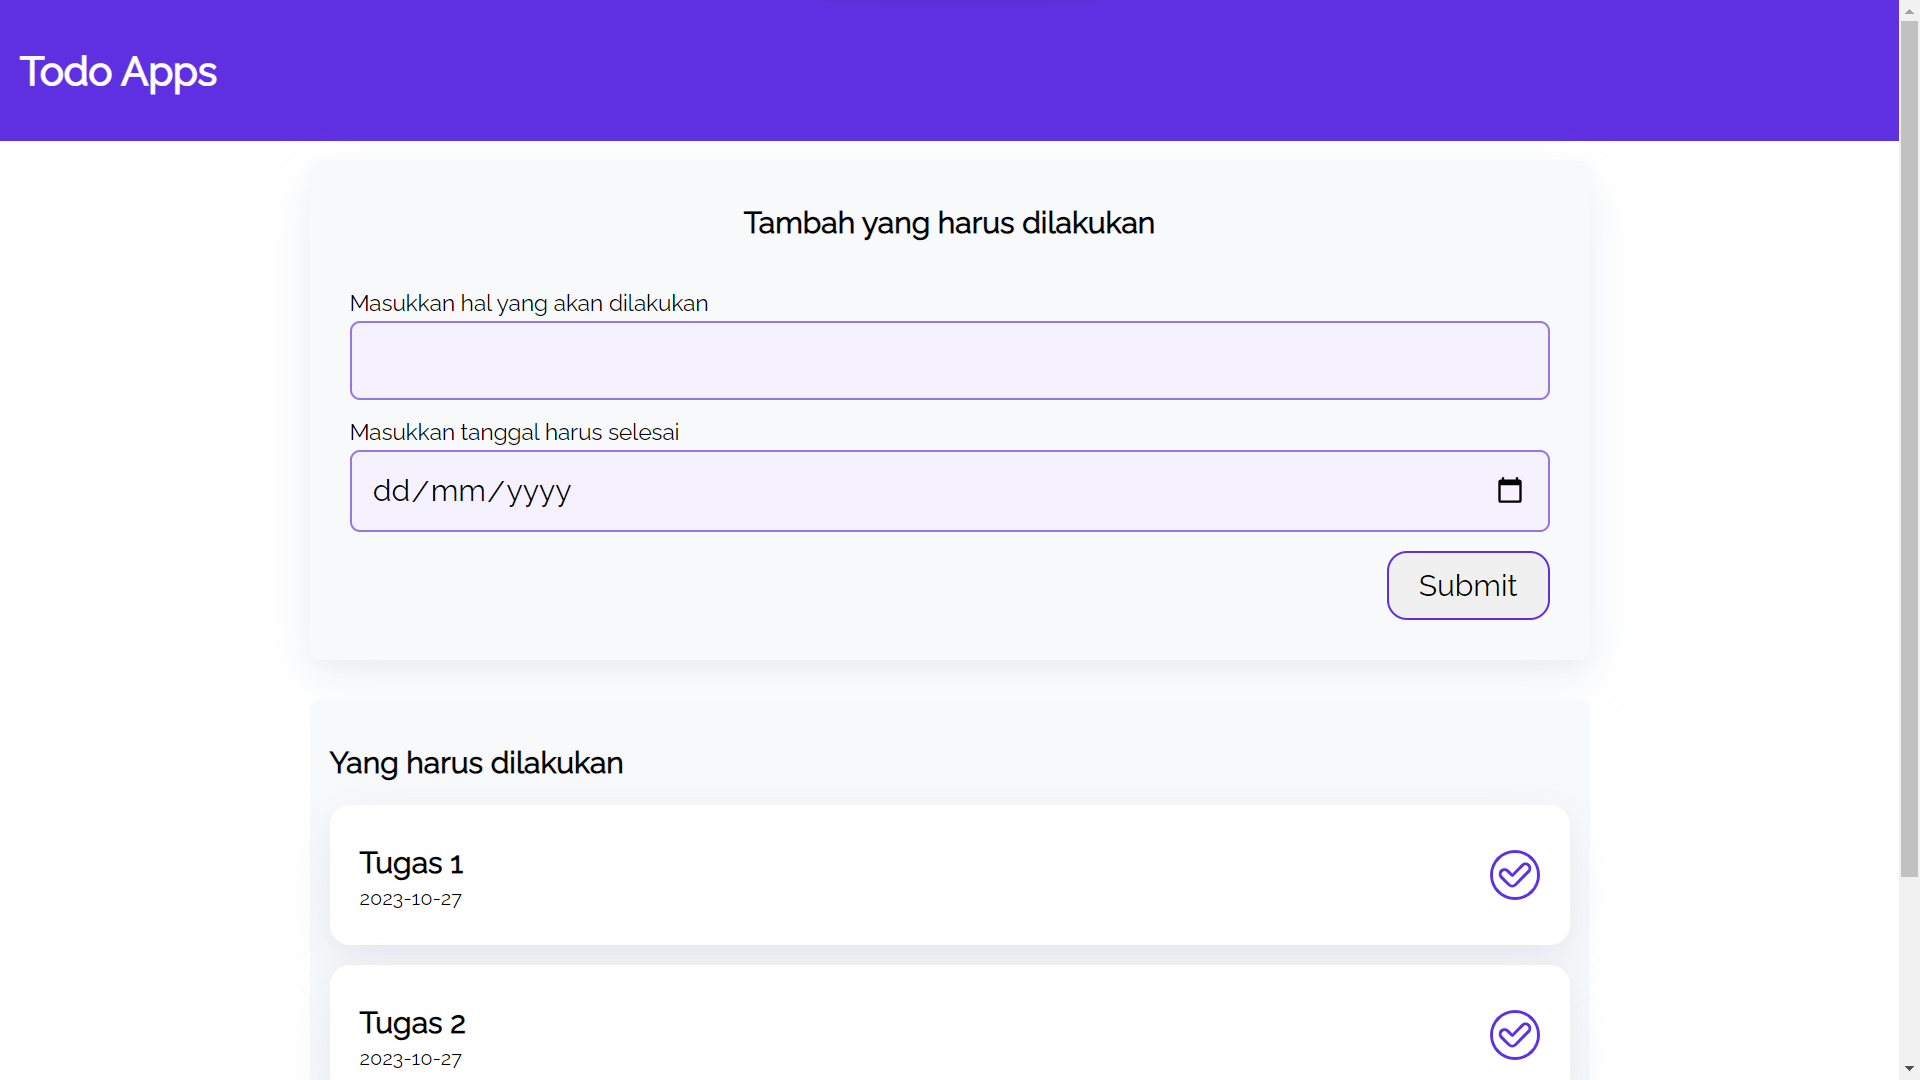 Todo Apps
Tambah yang harus dilakukan
Masukkan hal yang akan dilakukan
Masukkan tanggal harus selesai
dd/mm/yyyy
Submit
Yang harus dilakukan
Tugas 1
2023-10-27
Tugas 2
2023-10-27